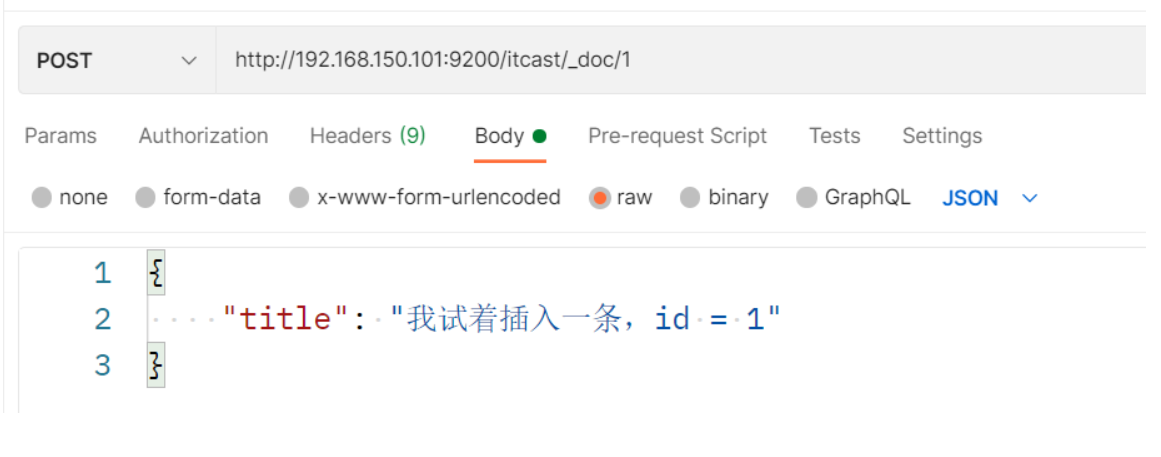 POST http://192.168.150.101:9200/itcast/_doc/1
Params Authorization Headers (9) Body Pre-request Script Tests Settings
none form-data x-www-form-urlencoded raw binary GraphQL JSON
1 {
2 "title": "我试着插入一条，id = 1"
3 }